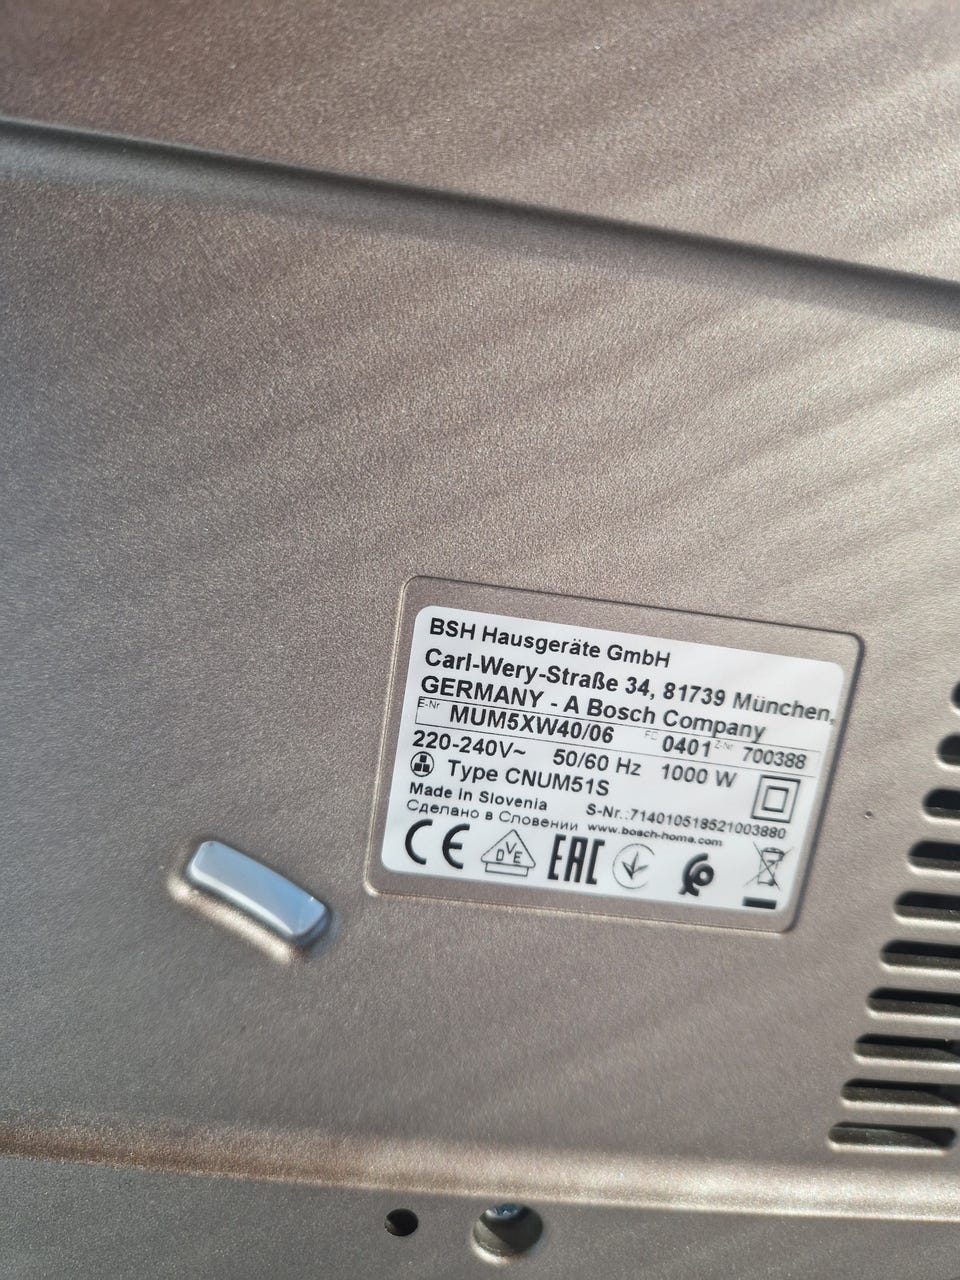 BSH Hausgeräte GmbH
Carl-Wery-Straße 34, 81739 München,
GERMANY - A Bosch Company
E-Nr MUM5XW40/06 FD 0401 Z-Nr 700388
220-240V~ 50/60 Hz 1000 W
Type CNUM51S
Made in Slovenia S-Nr.:714010518521003880
Сделано в Словении www.bosch-home.com
CE DVE EAC